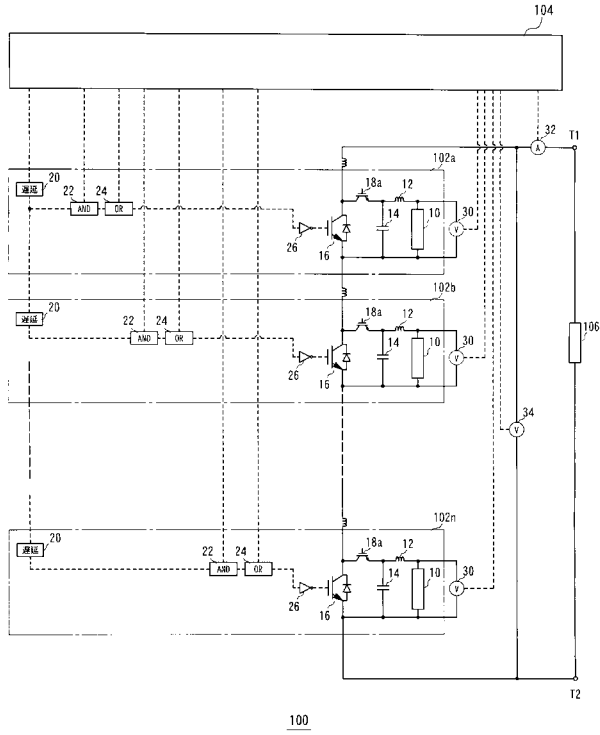 104
32
T1
A
102a
遅延 20
22 24
AND OR
18a 12
14 10 30
V
26
16
102b
遅延 20
22 24
AND OR
18a 12
14 10 30
V
26
16
106
34
V
102n
遅延 20
22 24
AND OR
18a 12
14 10 30
V
26
16
T2
100